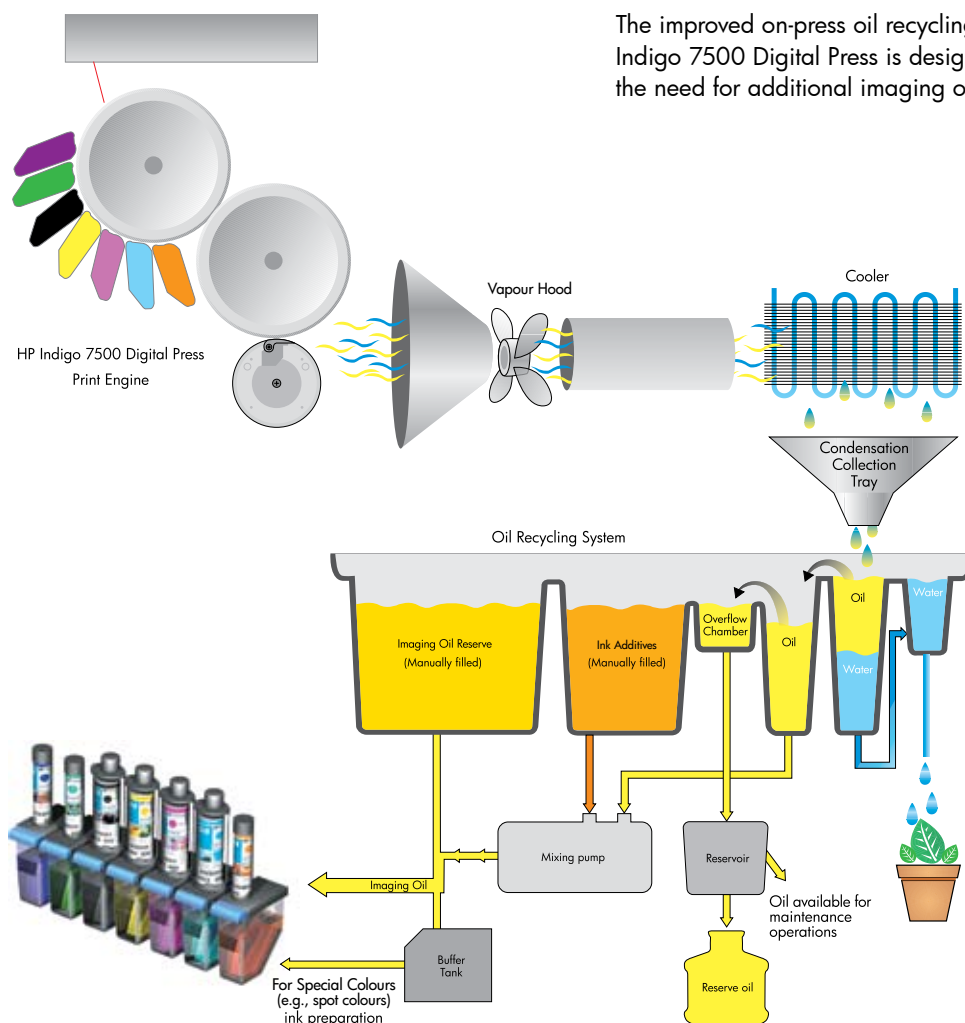 The improved on-press oil recycling
Indigo 7500 Digital Press is desig
the need for additional imaging o
Vapour Hood
Cooler
HP Indigo 7500 Digital Press
Print Engine
Condensation
Collection
Tray
Oil Recycling System
Imaging Oil Reserve
(Manually filled)
Ink Additives
(Manually filled)
Overflow
Chamber
Oil
Oil
Water
Water
Mixing pump
Reservoir
Imaging Oil
Oil available for
maintenance
operations
Buffer
Tank
Reserve oil
For Special Colours
(e.g., spot colours)
ink preparation